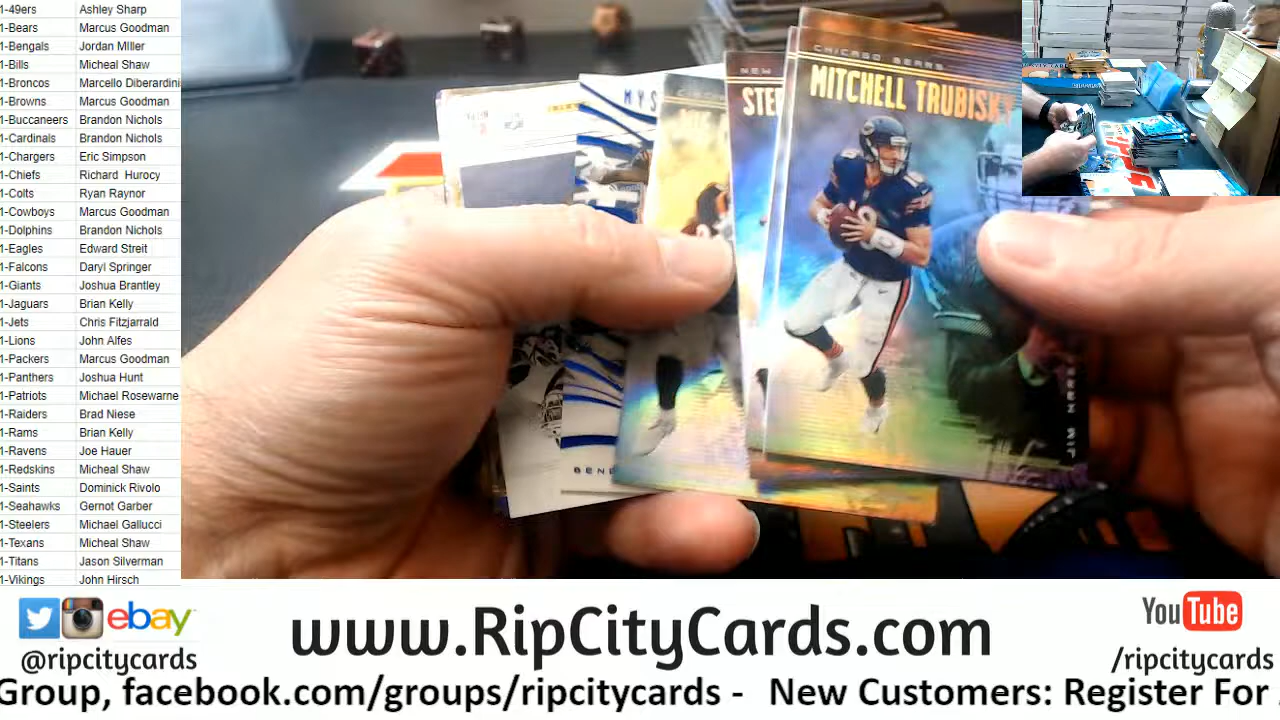 1-49ers Ashley Sharp
1-Bears Marcus Goodman
1-Bengals Jordan MIller
1-Bills Micheal Shaw
1-Broncos Marcello Diberardini
1-Browns Marcus Goodman
1-Buccaneers Brandon Nichols
1-Cardinals Brandon Nichols
1-Chargers Eric Simpson
1-Chiefs Richard Hurocy
1-Colts Ryan Raynor
1-Cowboys Marcus Goodman
1-Dolphins Brandon Nichols
1-Eagles Edward Streit
1-Falcons Daryl Springer
1-Giants Joshua Brantley
1-Jaguars Brian Kelly
1-Jets Chris Fitzjarrald
1-Lions John Alfes
1-Packers Marcus Goodman
1-Panthers Joshua Hunt
1-Patriots Michael Rosewarne
1-Raiders Brad Niese
1-Rams Brian Kelly
1-Ravens Joe Hauer
1-Redskins Micheal Shaw
1-Saints Dominick Rivolo
1-Seahawks Gernot Garber
1-Steelers Michael Gallucci
1-Texans Micheal Shaw
1-Titans Jason Silverman
1-Vikings John Hirsch
MYS
BENG
NEW
STE
CHICAGO BEARS
MITCHELL TRUBISKY
ebay
@ripcitycards
www.RipCityCards.com
YouTube
/ripcitycards
Group, facebook.com/groups/ripcitycards - New Customers: Register For